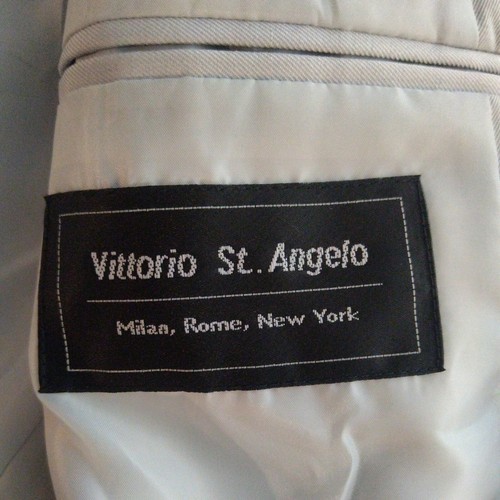 Vittorio St. Angelo
Milan, Rome, New York